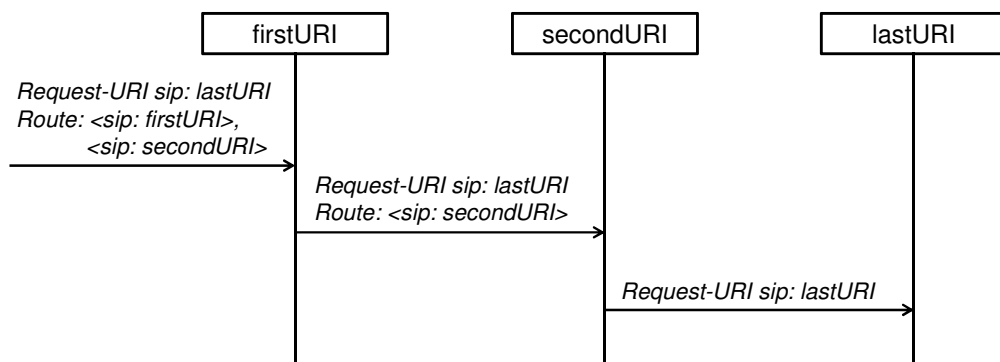 firstURI
secondURI
lastURI
Request-URI sip: lastURI
Route: <sip: firstURI>,
<sip: secondURI>
Request-URI sip: lastURI
Route: <sip: secondURI>
Request-URI sip: lastURI